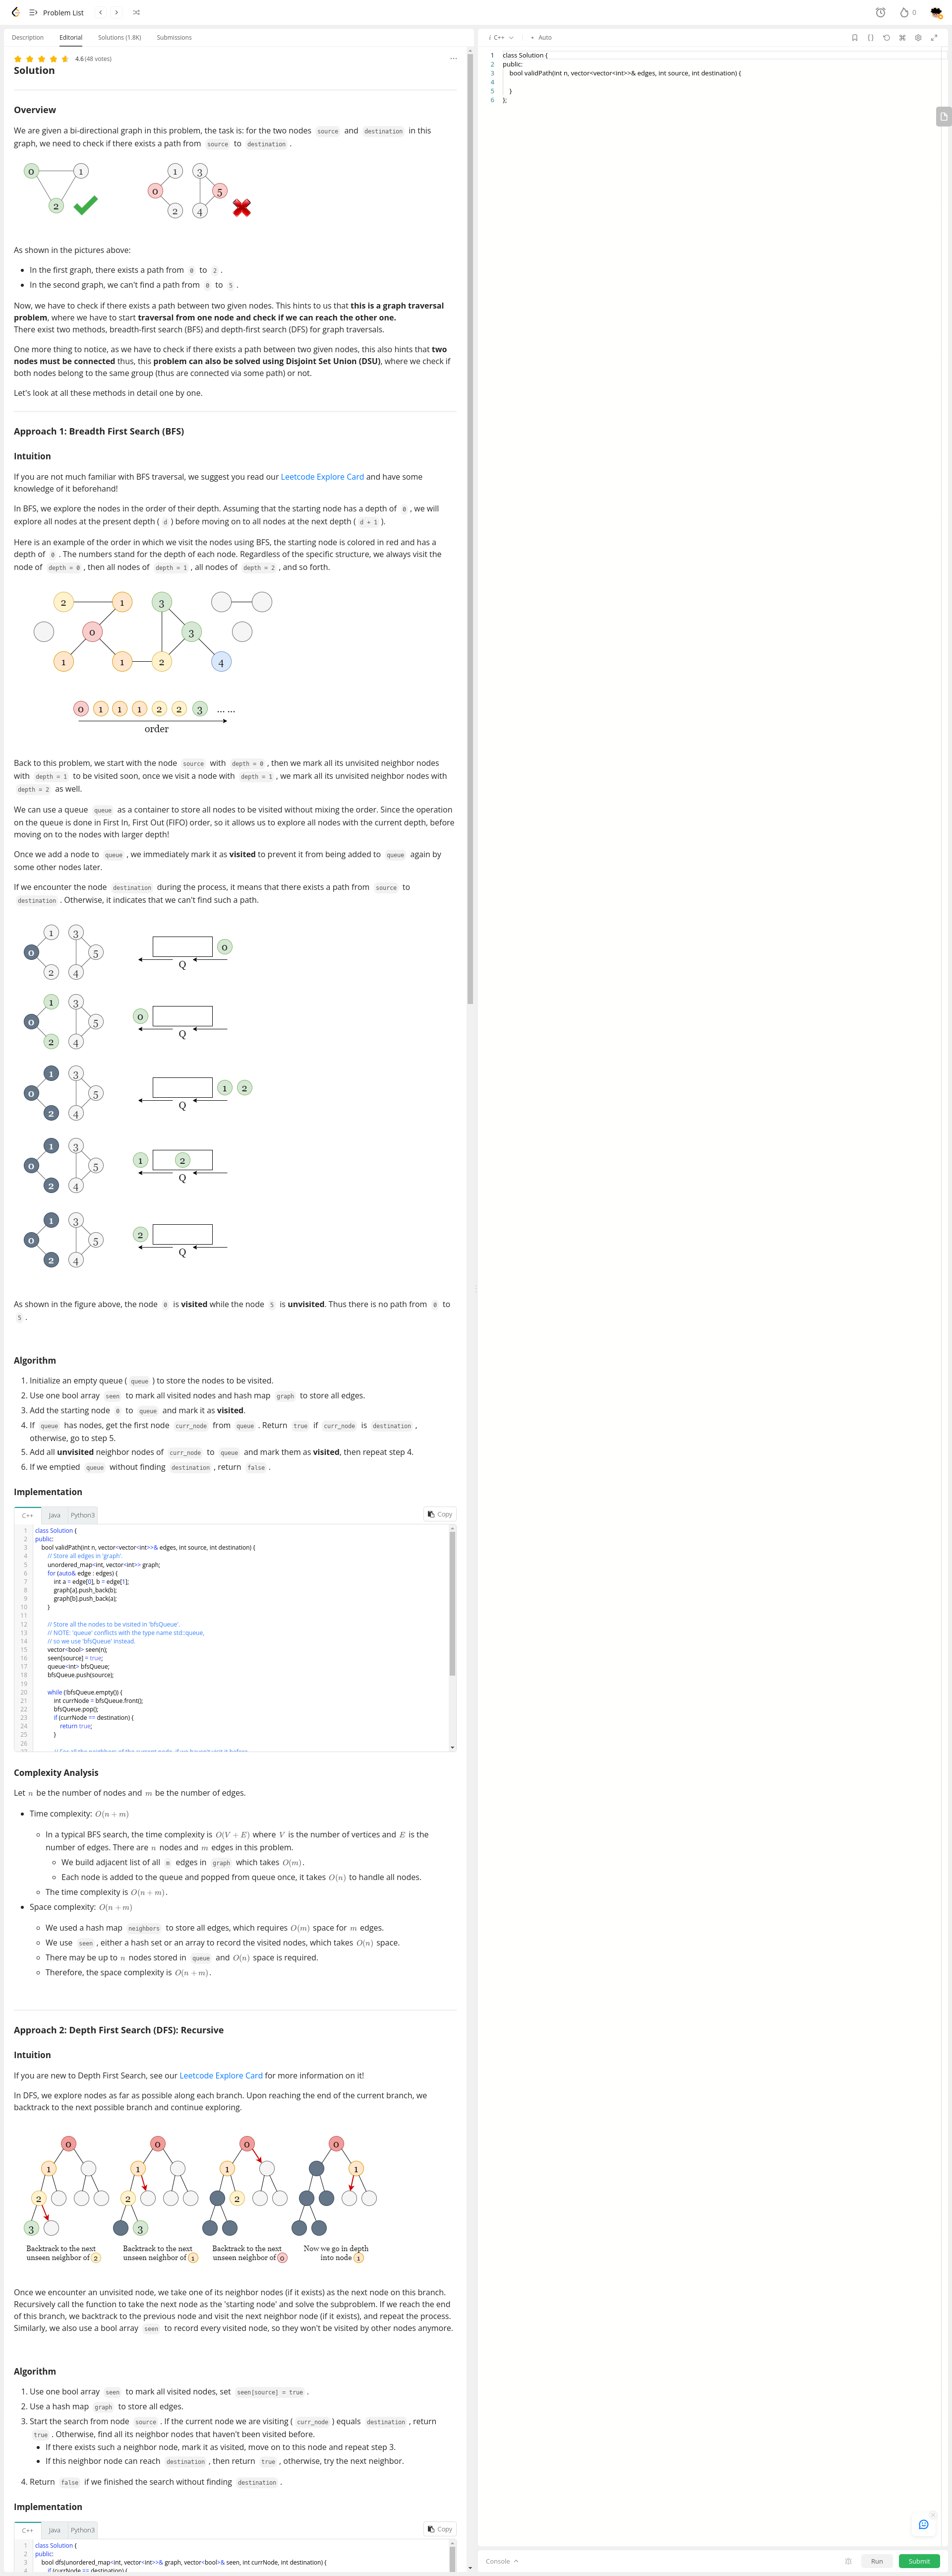 Problem List
0
Description Editorial Solutions (1.8K) Submissions
4.6 (48 votes)
Solution
Overview
We are given a bi-directional graph in this problem, the task is: for the two nodes source and destination in this
graph, we need to check if there exists a path from source to destination .
0 1 2
0 1 2 3 4 5
As shown in the pictures above:
• In the first graph, there exists a path from 0 to 2 .
• In the second graph, we can't find a path from 0 to 5 .
Now, we have to check if there exists a path between two given nodes. This hints to us that this is a graph traversal
problem, where we have to start traversal from one node and check if we can reach the other one.
There exist two methods, breadth-first search (BFS) and depth-first search (DFS) for graph traversals.
One more thing to notice, as we have to check if there exists a path between two given nodes, this also hints that two
nodes must be connected thus, this problem can also be solved using Disjoint Set Union (DSU), where we check if
both nodes belong to the same group (thus are connected via some path) or not.
Let's look at all these methods in detail one by one.
Approach 1: Breadth First Search (BFS)
Intuition
If you are not much familiar with BFS traversal, we suggest you read our Leetcode Explore Card and have some
knowledge of it beforehand!
In BFS, we explore the nodes in the order of their depth. Assuming that the starting node has a depth of 0 , we will
explore all nodes at the present depth ( d ) before moving on to all nodes at the next depth ( d + 1 ).
Here is an example of the order in which we visit the nodes using BFS, the starting node is colored in red and has a
depth of 0 . The numbers stand for the depth of each node. Regardless of the specific structure, we always visit the
node of depth = 0 , then all nodes of depth = 1 , all nodes of depth = 2 , and so forth.
2 1 3
0 3
1 1 2 4
0 1 1 1 2 2 3 ... ...
order
Back to this problem, we start with the node source with depth = 0 , then we mark all its unvisited neighbor nodes
with depth = 1 to be visited soon, once we visit a node with depth = 1 , we mark all its unvisited neighbor nodes with
depth = 2 as well.
We can use a queue queue as a container to store all nodes to be visited without mixing the order. Since the operation
on the queue is done in First In, First Out (FIFO) order, so it allows us to explore all nodes with the current depth, before
moving on to the nodes with larger depth!
Once we add a node to queue , we immediately mark it as visited to prevent it from being added to queue again by
some other nodes later.
If we encounter the node destination during the process, it means that there exists a path from source to
destination . Otherwise, it indicates that we can't find such a path.
1 3
0 5 0
2 4 Q
1 3
0 5 0
2 4 Q
1 3
0 5 1 2
2 4 Q
1 3
0 5 1 2
2 4 Q
1 3
0 5 2
2 4 Q
As shown in the figure above, the node 0 is visited while the node 5 is unvisited. Thus there is no path from 0 to
5 .
Algorithm
1. Initialize an empty queue ( queue ) to store the nodes to be visited.
2. Use one bool array seen to mark all visited nodes and hash map graph to store all edges.
3. Add the starting node 0 to queue and mark it as visited.
4. If queue has nodes, get the first node curr_node from queue . Return true if curr_node is destination ,
otherwise, go to step 5.
5. Add all unvisited neighbor nodes of curr_node to queue and mark them as visited, then repeat step 4.
6. If we emptied queue without finding destination , return false .
Implementation
C++ Java Python3 Copy
1 class Solution {
2 public:
3 bool validPath(int n, vector<vector<int>>& edges, int source, int destination) {
4 // Store all edges in 'graph'.
5 unordered_map<int, vector<int>> graph;
6 for (auto& edge : edges) {
7 int a = edge[0], b = edge[1];
8 graph[a].push_back(b);
9 graph[b].push_back(a);
10 }
11
12 // Store all the nodes to be visited in 'bfsQueue'.
13 // NOTE: 'queue' conflicts with the type name std::queue,
14 // so we use 'bfsQueue' instead.
15 vector<bool> seen(n);
16 seen[source] = true;
17 queue<int> bfsQueue;
18 bfsQueue.push(source);
19
20 while (!bfsQueue.empty()) {
21 int currNode = bfsQueue.front();
22 bfsQueue.pop();
23 if (currNode == destination) {
24 return true;
25 }
26
Complexity Analysis
Let n be the number of nodes and m be the number of edges.
• Time complexity: O(n + m)
◦ In a typical BFS search, the time complexity is O(V + E) where V is the number of vertices and E is the
number of edges. There are n nodes and m edges in this problem.
◦ We build adjacent list of all m edges in graph which takes O(m).
◦ Each node is added to the queue and popped from queue once, it takes O(n) to handle all nodes.
◦ The time complexity is O(n + m).
• Space complexity: O(n + m)
◦ We used a hash map neighbors to store all edges, which requires O(m) space for m edges.
◦ We use seen , either a hash set or an array to record the visited nodes, which takes O(n) space.
◦ There may be up to n nodes stored in queue and O(n) space is required.
◦ Therefore, the space complexity is O(n + m).
Approach 2: Depth First Search (DFS): Recursive
Intuition
If you are new to Depth First Search, see our Leetcode Explore Card for more information on it!
In DFS, we explore nodes as far as possible along each branch. Upon reaching the end of the current branch, we
backtrack to the next possible branch and continue exploring.
0 0 0 0
1 1 1 1
2 2 2
3 3
Backtrack to the next Backtrack to the next Backtrack to the next Now we go in depth
unseen neighbor of 2 unseen neighbor of 1 unseen neighbor of 0 into node 1
Once we encounter an unvisited node, we take one of its neighbor nodes (if it exists) as the next node on this branch.
Recursively call the function to take the next node as the 'starting node' and solve the subproblem. If we reach the end
of this branch, we backtrack to the previous node and visit the next neighbor node (if it exists), and repeat the process.
Similarly, we also use a bool array seen to record every visited node, so they won't be visited by other nodes anymore.
Algorithm
1. Use one bool array seen to mark all visited nodes, set seen[source] = true .
2. Use a hash map graph to store all edges.
3. Start the search from node source . If the current node we are visiting ( curr_node ) equals destination , return
true . Otherwise, find all its neighbor nodes that haven't been visited before.
• If there exists such a neighbor node, mark it as visited, move on to this node and repeat step 3.
• If this neighbor node can reach destination , then return true , otherwise, try the next neighbor.
4. Return false if we finished the search without finding destination .
Implementation
C++ Java Python3 Copy
1 class Solution {
2 public:
3 bool dfs(unordered_map<int, vector<int>>& graph, vector<bool>& seen, int currNode, int destination) {
i C++ • Auto
1 class Solution {
2 public:
3 bool validPath(int n, vector<vector<int>>& edges, int source, int destination) {
4
5 }
6 };
Console Run Submit